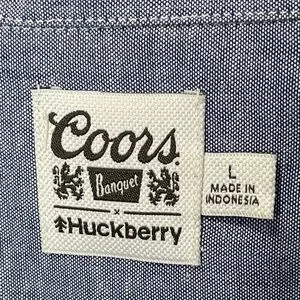 Coors
Banquet
×
Huckberry
L
MADE IN
INDONESIA